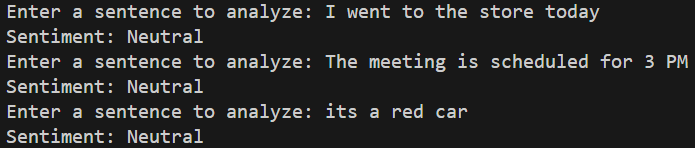 Enter a sentence to analyze: I went to the store today
Sentiment: Neutral
Enter a sentence to analyze: The meeting is scheduled for 3 PM
Sentiment: Neutral
Enter a sentence to analyze: its a red car
Sentiment: Neutral